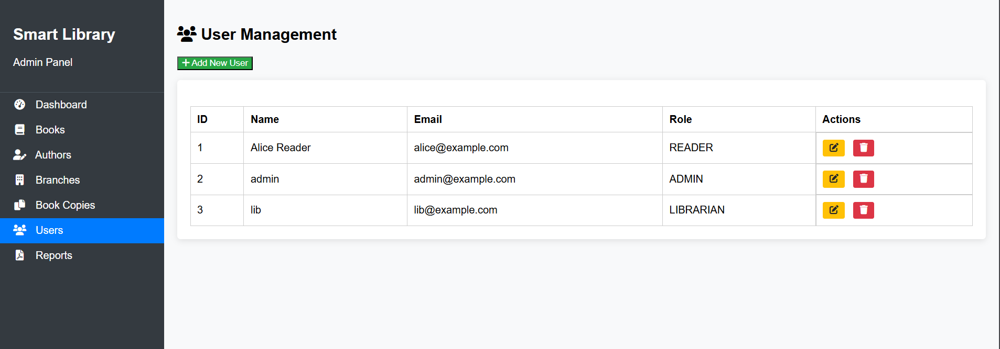 Smart Library
Admin Panel
Dashboard
Books
Authors
Branches
Book Copies
Users
Reports
User Management
Add New User
ID Name Email Role Actions
1 Alice Reader alice@example.com READER
2 admin admin@example.com ADMIN
3 lib lib@example.com LIBRARIAN